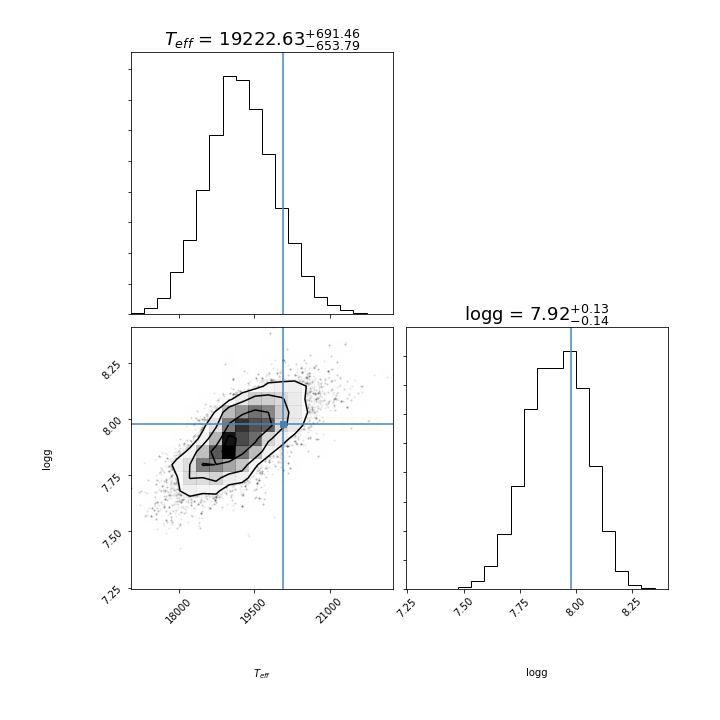 T_eff = 19222.63^{+691.46}_{-653.79}
logg = 7.92^{+0.13}_{-0.14}
8.25
8.00
7.75
7.50
7.25
logg
18000 19500 21000
7.25 7.50 7.75 8.00 8.25
T_eff logg